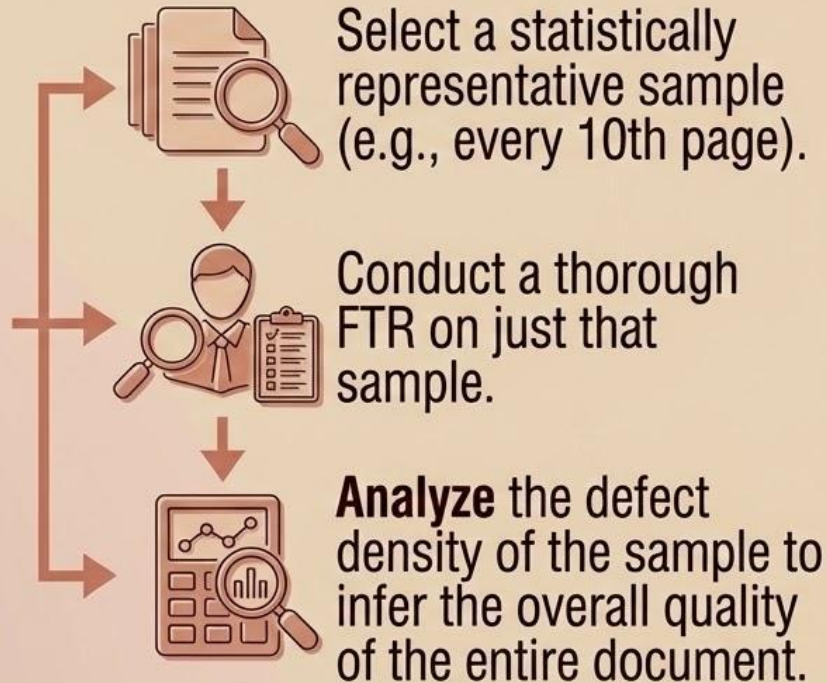 Select a statistically
representative sample
(e.g., every 10th page).
Conduct a thorough
FTR on just that
sample.
Analyze the defect
density of the sample to
infer the overall quality
of the entire document.